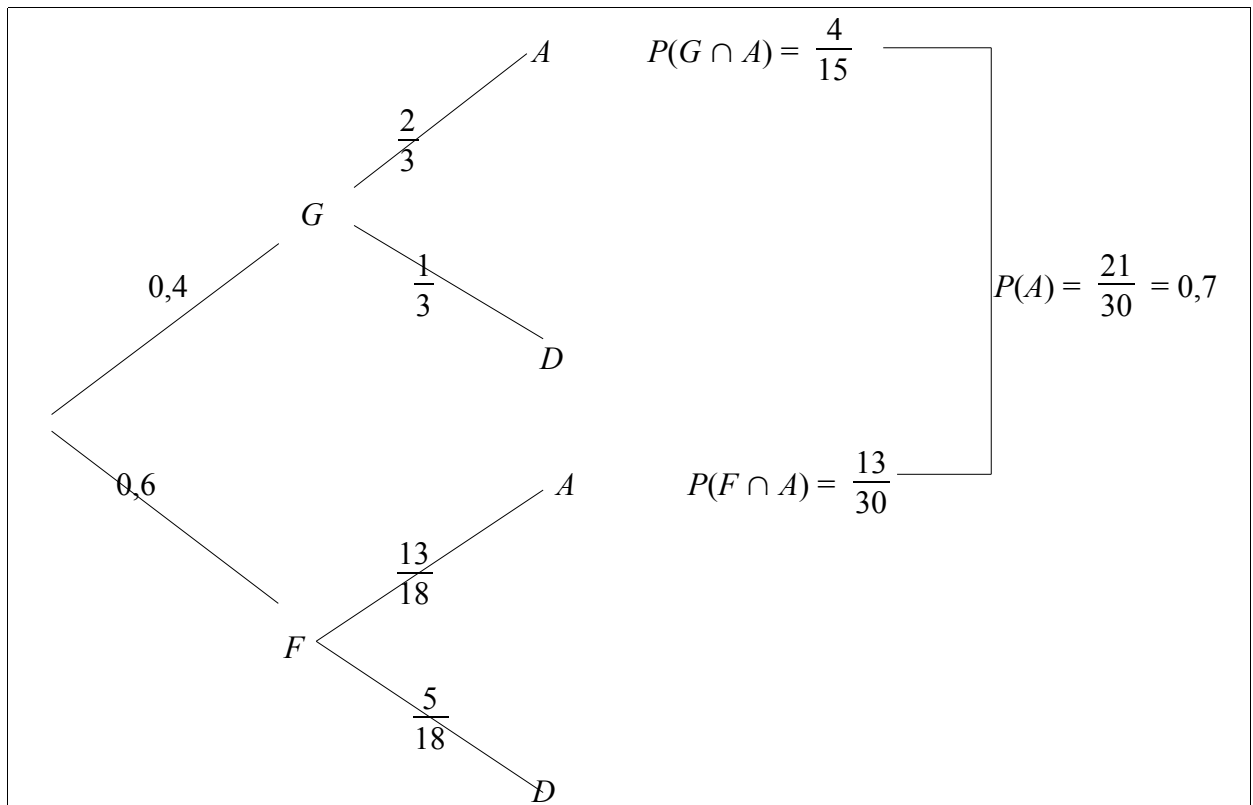 A P(G ∩ A) = 4/15
2/3
G
1/3
0,4
P(A) = 21/30 = 0,7
D
0,6
A P(F ∩ A) = 13/30
13/18
F
5/18
D